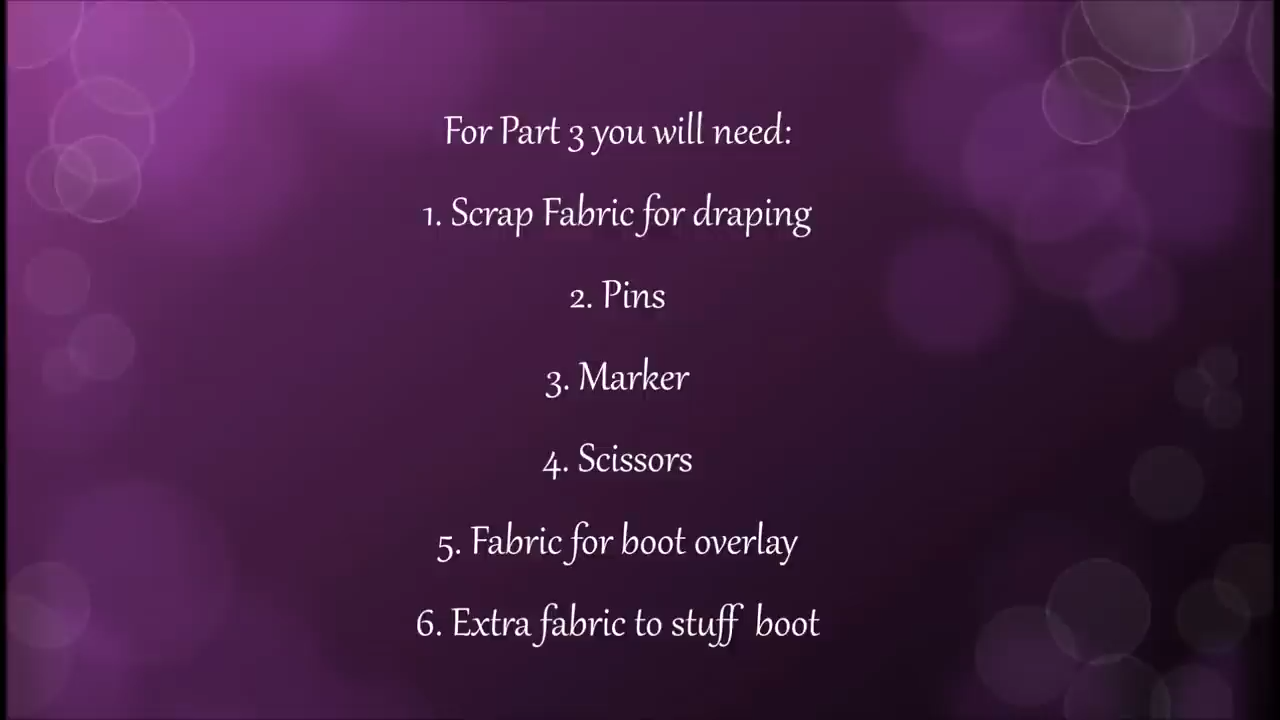 For Part 3 you will need:
1. Scrap Fabric for draping
2. Pins
3. Marker
4. Scissors
5. Fabric for boot overlay
6. Extra fabric to stuff boot